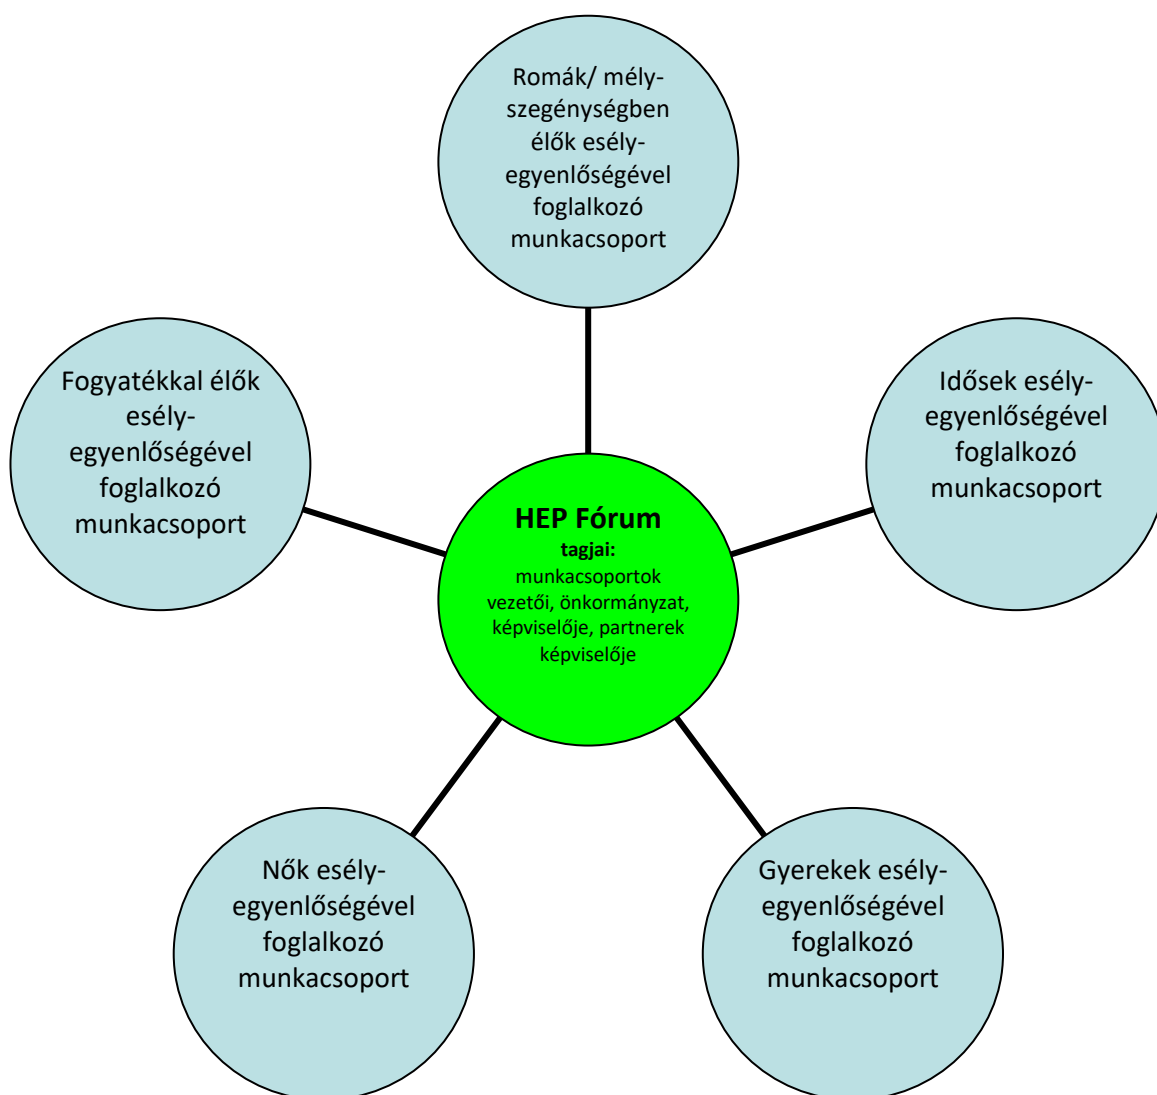 Romák/ mély-
szegénységben
élők esély-
egyenlőségével
foglalkozó
munkacsoport
Fogyatékkal élők
esély-
egyenlőségével
foglalkozó
munkacsoport
Idősek esély-
egyenlőségével
foglalkozó
munkacsoport
HEP Fórum
tagjai:
munkacsoportok
vezetői, önkormányzat,
képviselője, partnerek
képviselője
Nők esély-
egyenlőségével
foglalkozó
munkacsoport
Gyerekek esély-
egyenlőségével
foglalkozó
munkacsoport